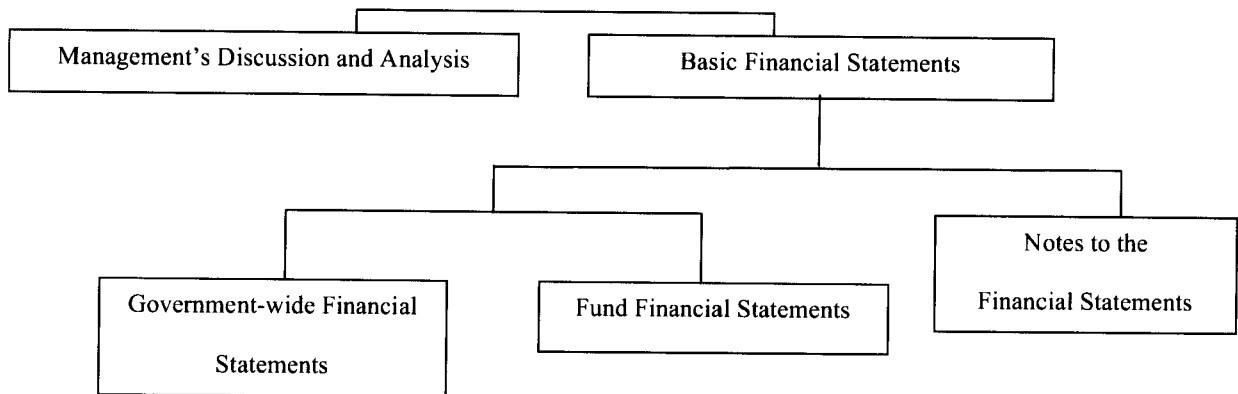 Management's Discussion and Analysis
Basic Financial Statements
Government-wide Financial
Statements
Fund Financial Statements
Notes to the
Financial Statements